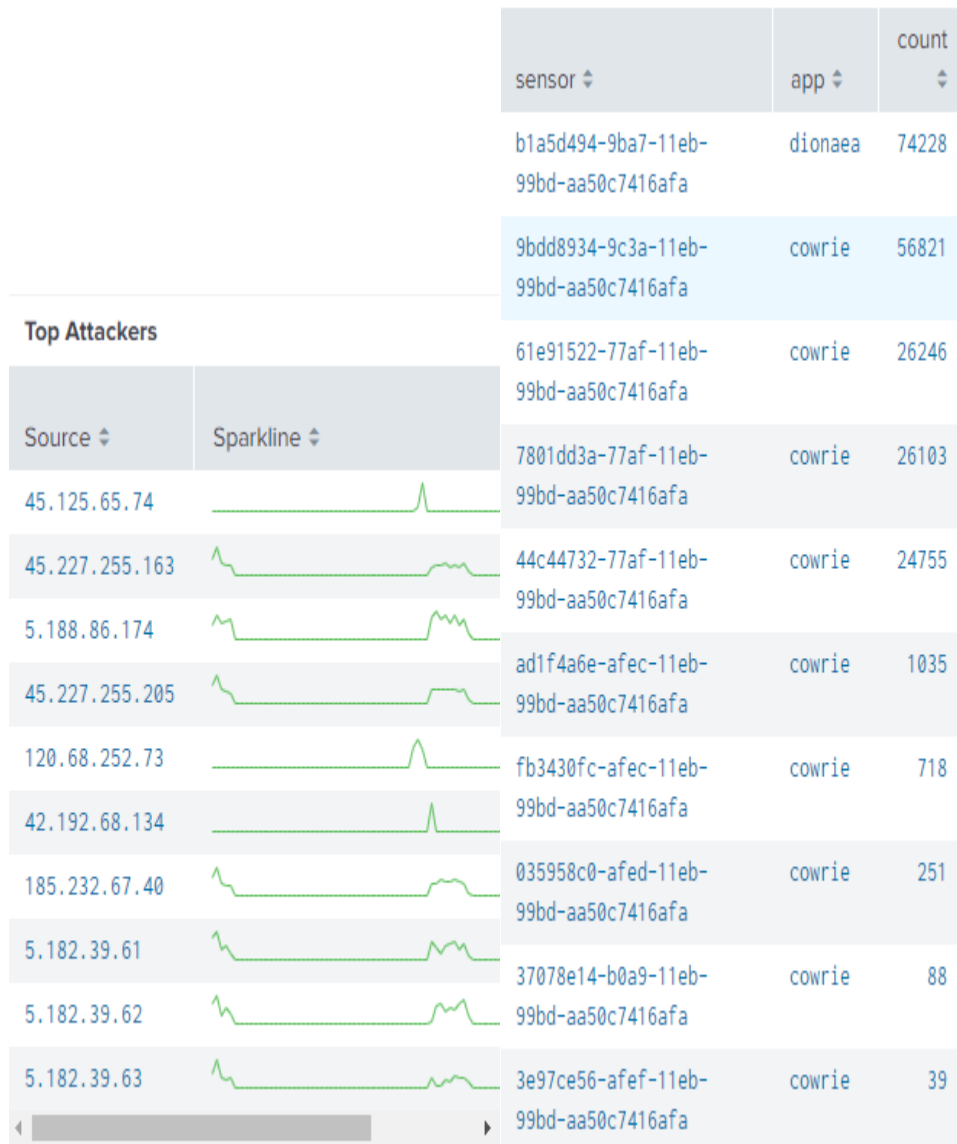 Top Attackers
Source Sparkline
45.125.65.74
45.227.255.163
5.188.86.174
45.227.255.205
120.68.252.73
42.192.68.134
185.232.67.40
5.182.39.61
5.182.39.62
5.182.39.63
sensor app count
b1a5d494-9ba7-11eb- dionaea 74228
99bd-aa50c7416afa
9bdd8934-9c3a-11eb- cowrie 56821
99bd-aa50c7416afa
61e91522-77af-11eb- cowrie 26246
99bd-aa50c7416afa
7801dd3a-77af-11eb- cowrie 26103
99bd-aa50c7416afa
44c44732-77af-11eb- cowrie 24755
99bd-aa50c7416afa
ad1f4a6e-afec-11eb- cowrie 1035
99bd-aa50c7416afa
fb3430fc-afec-11eb- cowrie 718
99bd-aa50c7416afa
035958c0-afed-11eb- cowrie 251
99bd-aa50c7416afa
37078e14-b0a9-11eb- cowrie 88
99bd-aa50c7416afa
3e97ce56-afef-11eb- cowrie 39
99bd-aa50c7416afa